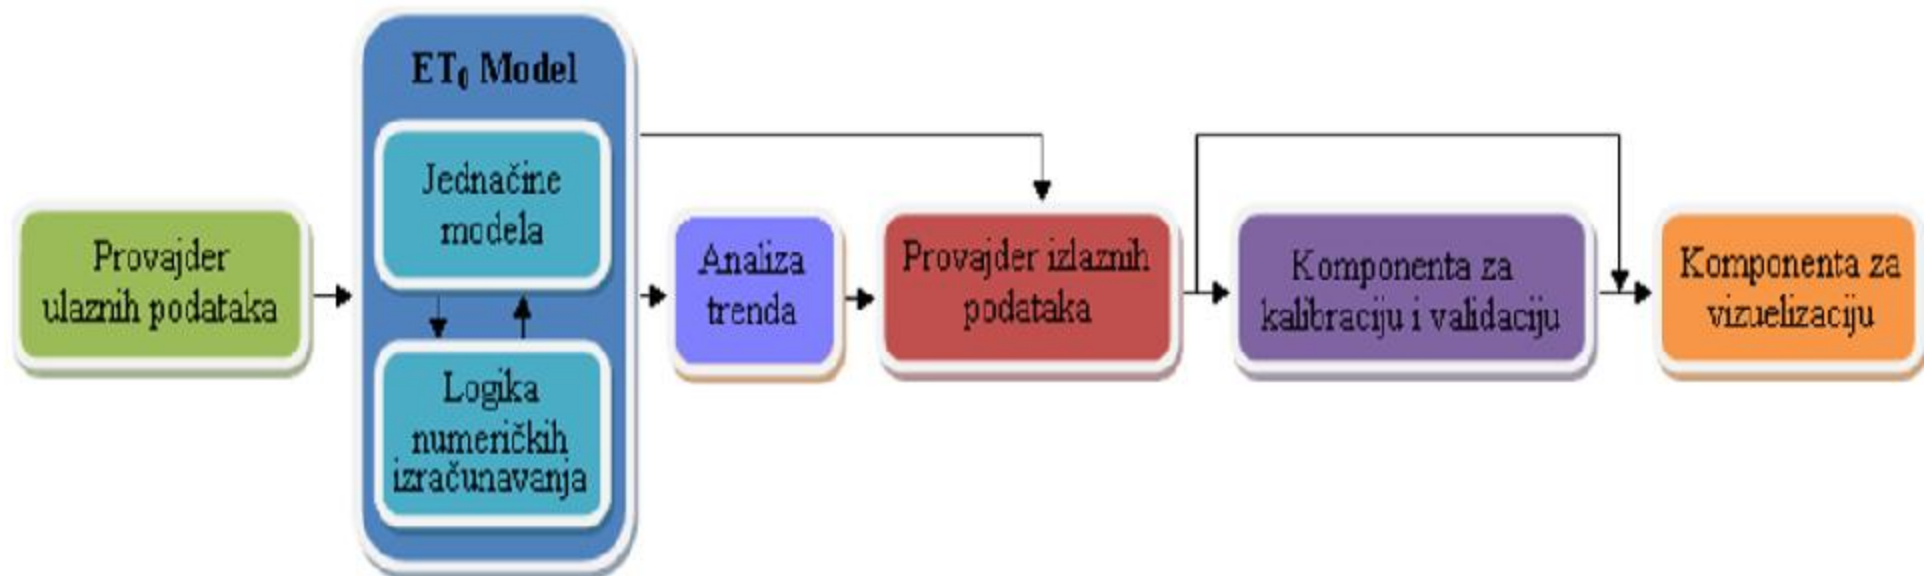 ET₀ Model
Jednačine
modela
Logika
numeričkih
izračunavanja
Provajder
ulaznih podataka
Analiza
trenda
Provajder izlaznih
podataka
Komponenta za
kalibraciju i validaciju
Komponenta za
vizuelizaciju